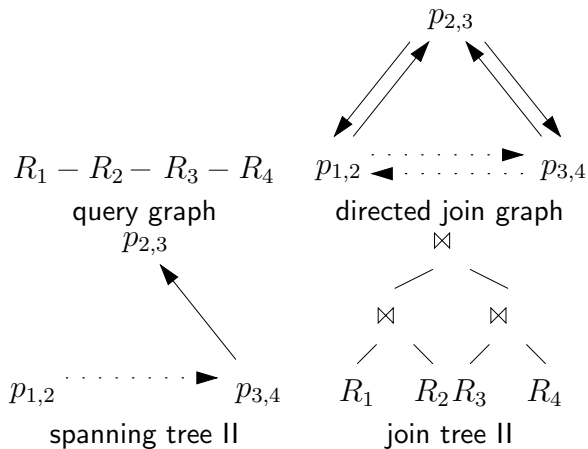 p2,3
p1,2 p3,4
R1 − R2 − R3 − R4
query graph
directed join graph
p2,3
⋈
⋈ ⋈
p1,2 p3,4
R1 R2 R3 R4
spanning tree II
join tree II